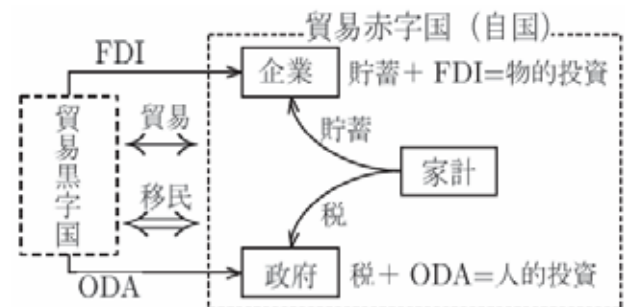 貿易赤字国（自国）
FDI
企業
貯蓄＋FDI＝物的投資
貿易黒字国
貿易
貯蓄
家計
移民
税
政府
税＋ODA＝人的投資
ODA